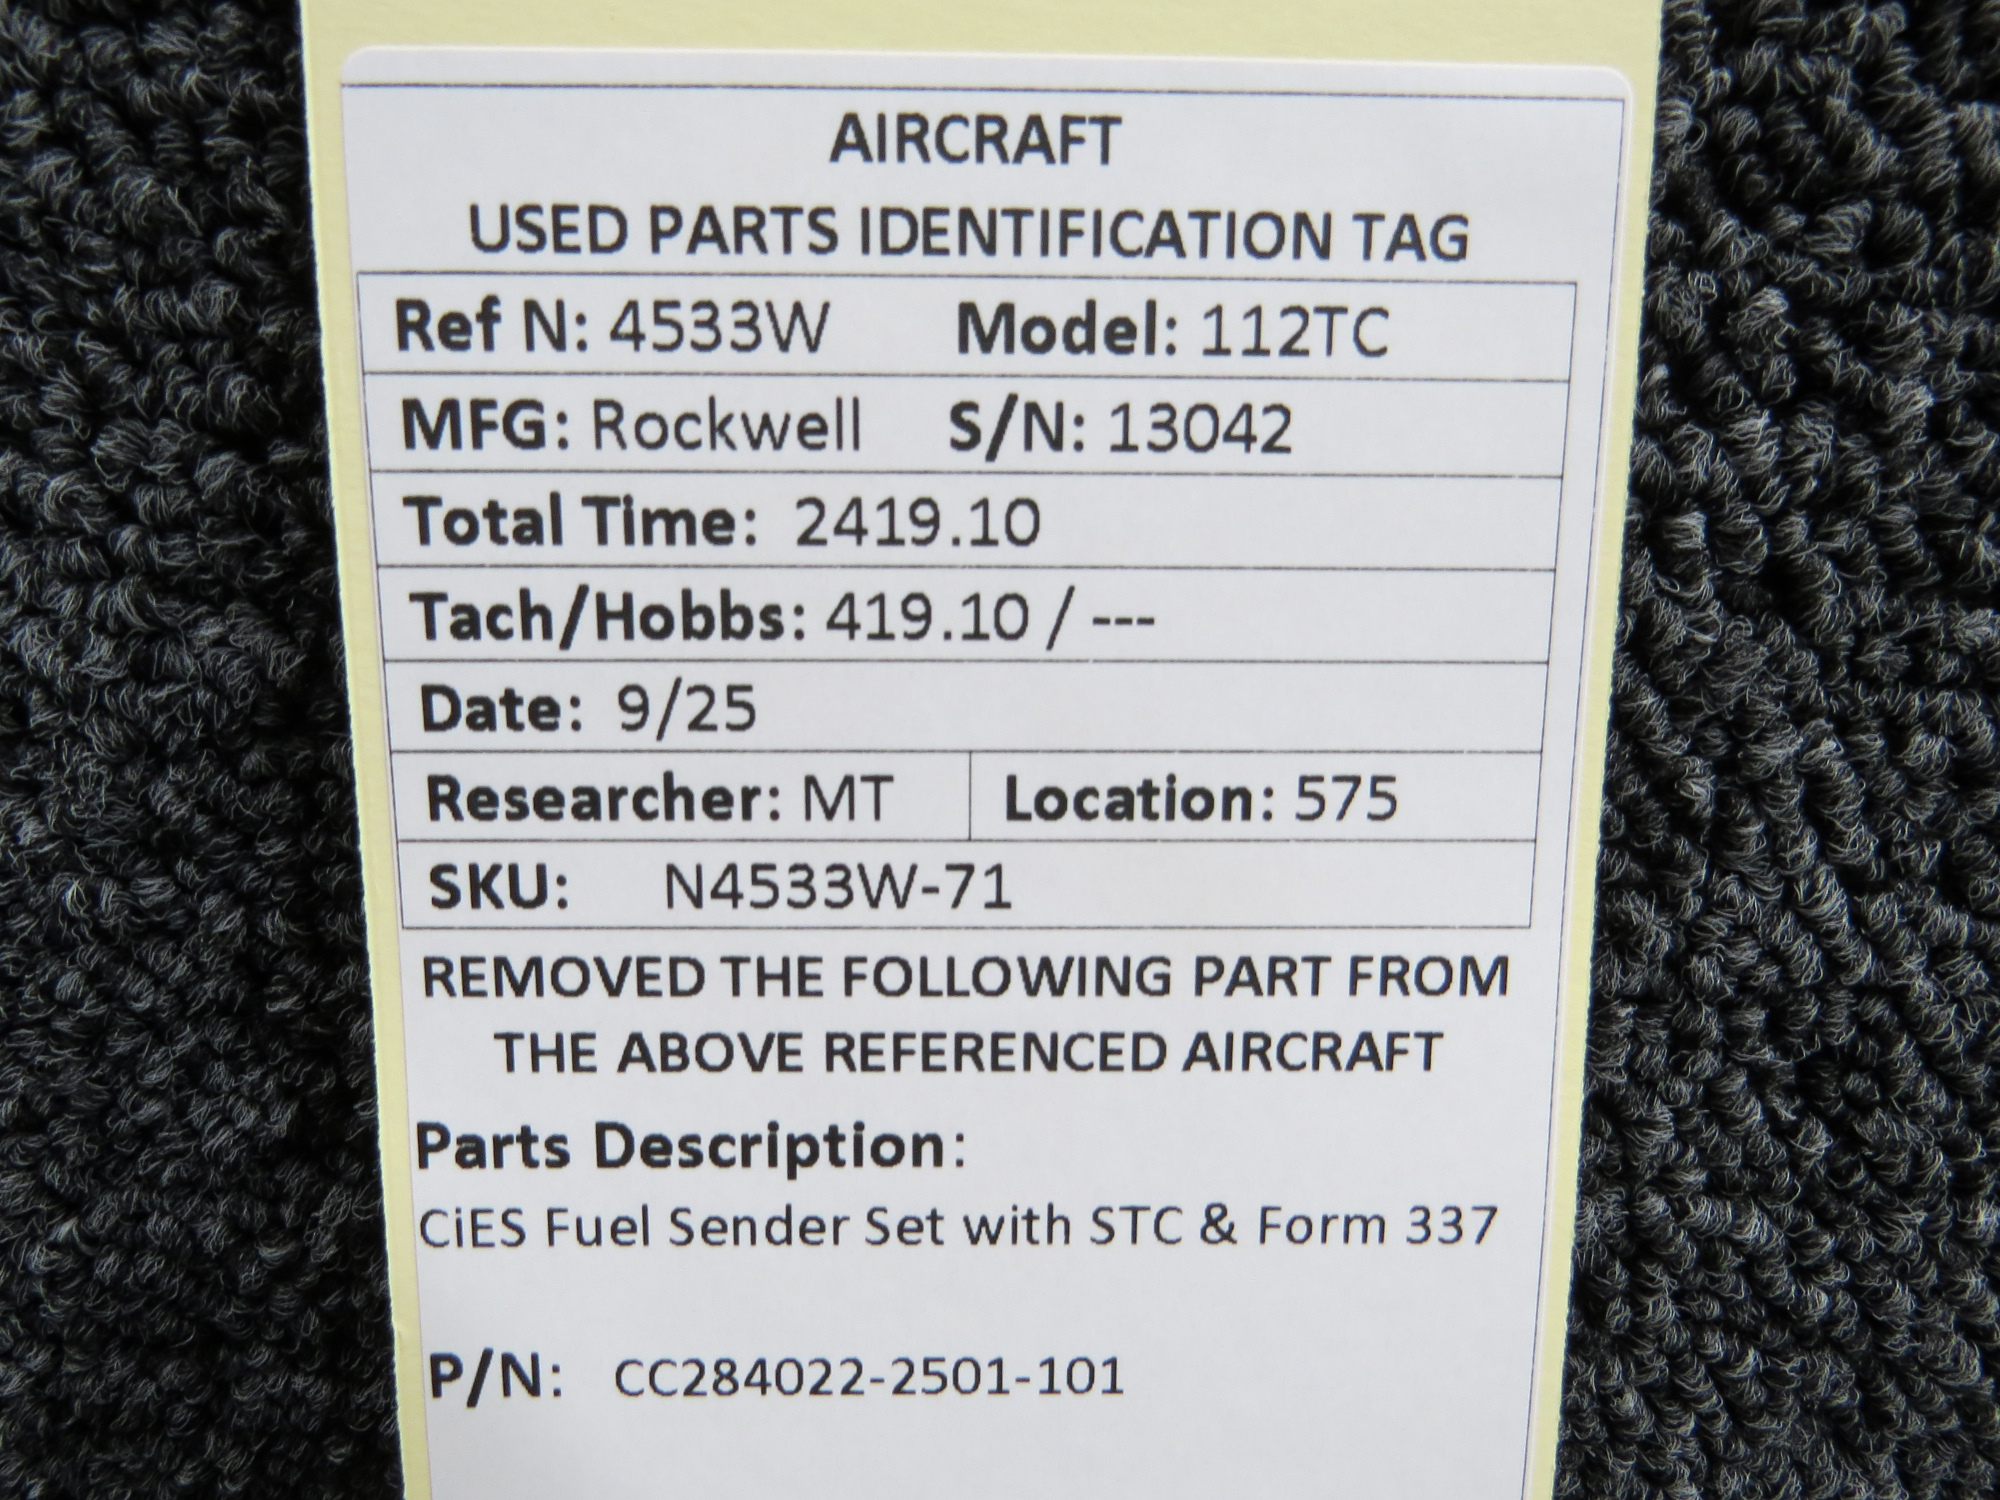 AIRCRAFT
USED PARTS IDENTIFICATION TAG
Ref N: 4533W Model: 112TC
MFG: Rockwell S/N: 13042
Total Time: 2419.10
Tach/Hobbs: 419.10 / ---
Date: 9/25
Researcher: MT Location: 575
SKU: N4533W-71
REMOVED THE FOLLOWING PART FROM
THE ABOVE REFERENCED AIRCRAFT
Parts Description:
CiES Fuel Sender Set with STC & Form 337
P/N: CC284022-2501-101